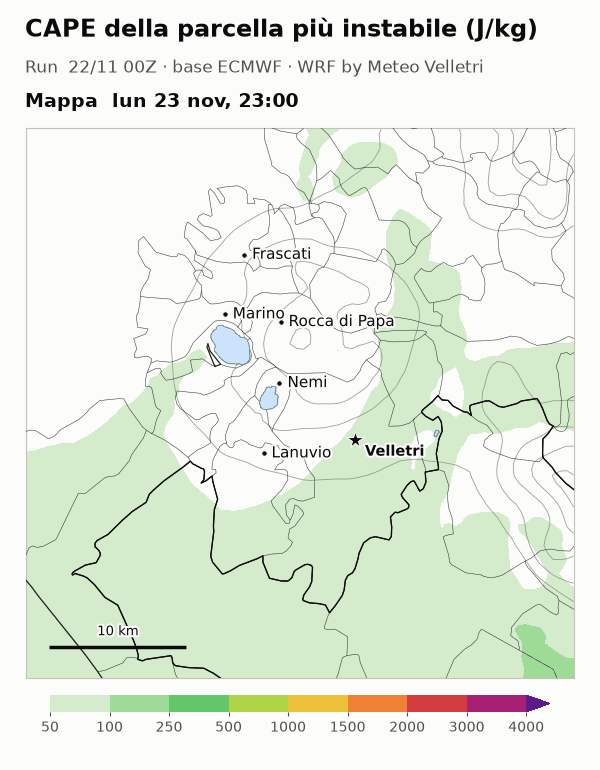 CAPE della parcella più instabile (J/kg)
Run  22/11 00Z · base ECMWF · WRF by Meteo Velletri
Mappa  lun 23 nov, 23:00
Frascati
Marino
Rocca di Papa
Nemi
Velletri
Lanuvio
10 km
50 100 250 500 1000 1500 2000 3000 4000